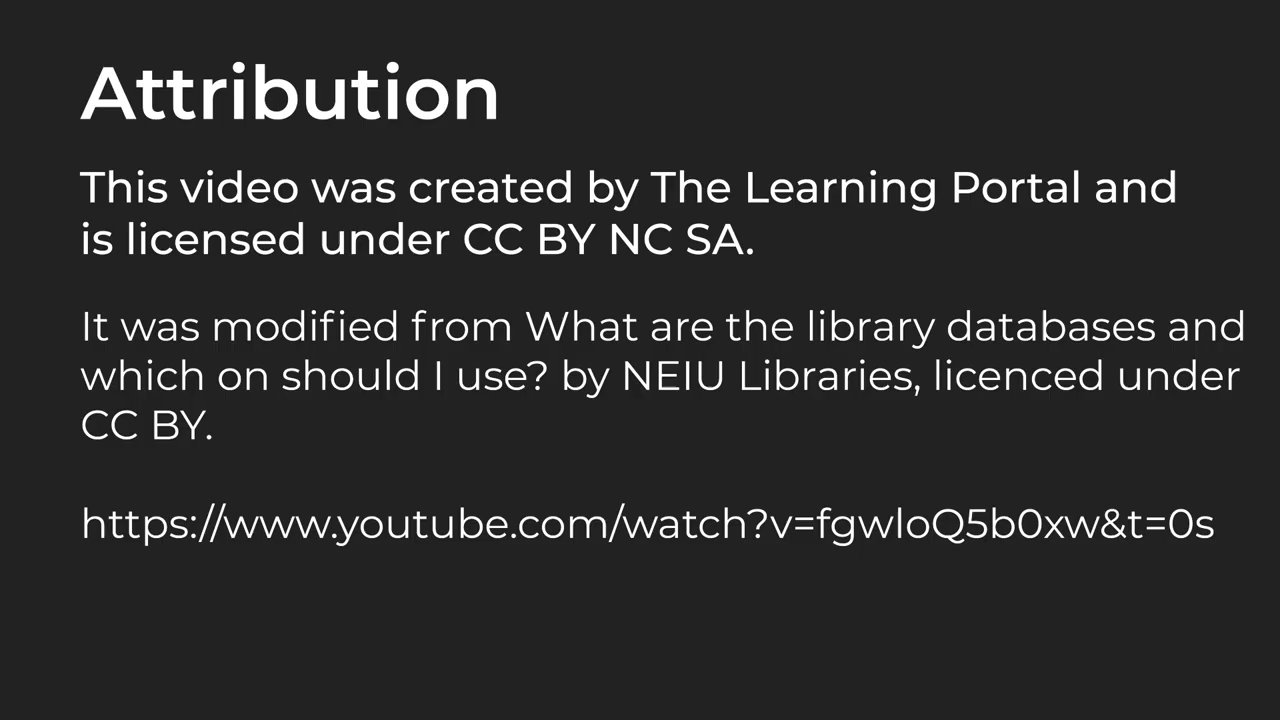 Attribution
This video was created by The Learning Portal and
is licensed under CC BY NC SA.
It was modified from What are the library databases and
which on should I use? by NEIU Libraries, licenced under
CC BY.
https://www.youtube.com/watch?v=fgwloQ5b0xw&t=0s